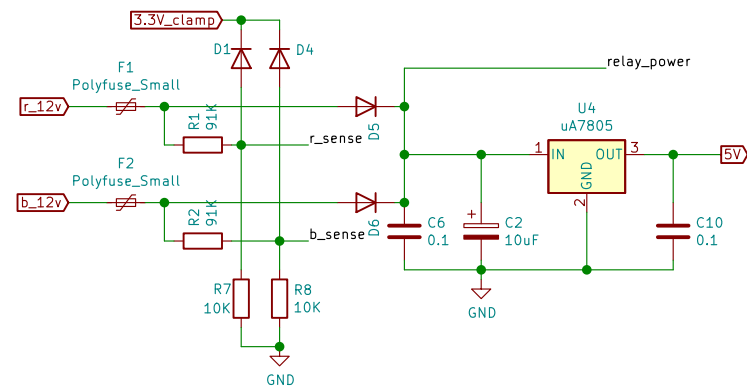 3.3V_clamp
D1
D4
relay_power
F1
Polyfuse_Small
r_12v
R1
91K
D5
r_sense
U4
uA7805
1
IN
OUT
3
GND
2
5V
F2
Polyfuse_Small
b_12v
R2
91K
D6
b_sense
C6
0.1
+
C2
10uF
C10
0.1
R7
10K
R8
10K
GND
GND